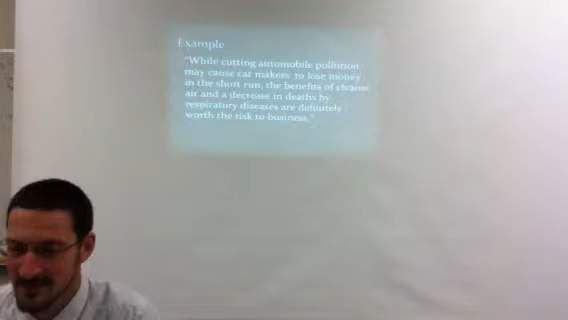 Example
"While cutting automobile pollution
may cause car makers to lose money
in the short run, the benefits of cleaner
air and a decrease in deaths by
respiratory diseases are definitely
worth the risk to business."